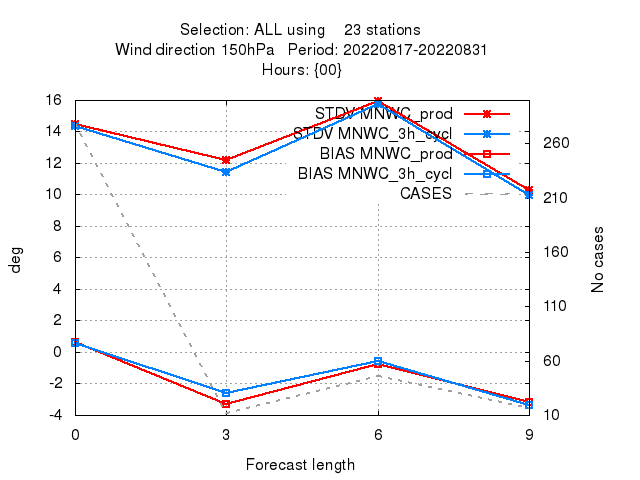 Selection: ALL using 23 stations
Wind direction 150hPa Period: 20220817-20220831
Hours: {00}
STDV MNWC_prod
STDV MNWC_3h_cycl
BIAS MNWC_prod
BIAS MNWC_3h_cycl
CASES
16
14
12
10
8
6
4
2
0
-2
-4
deg
260
210
160
110
60
10
No cases
0 3 6 9
Forecast length